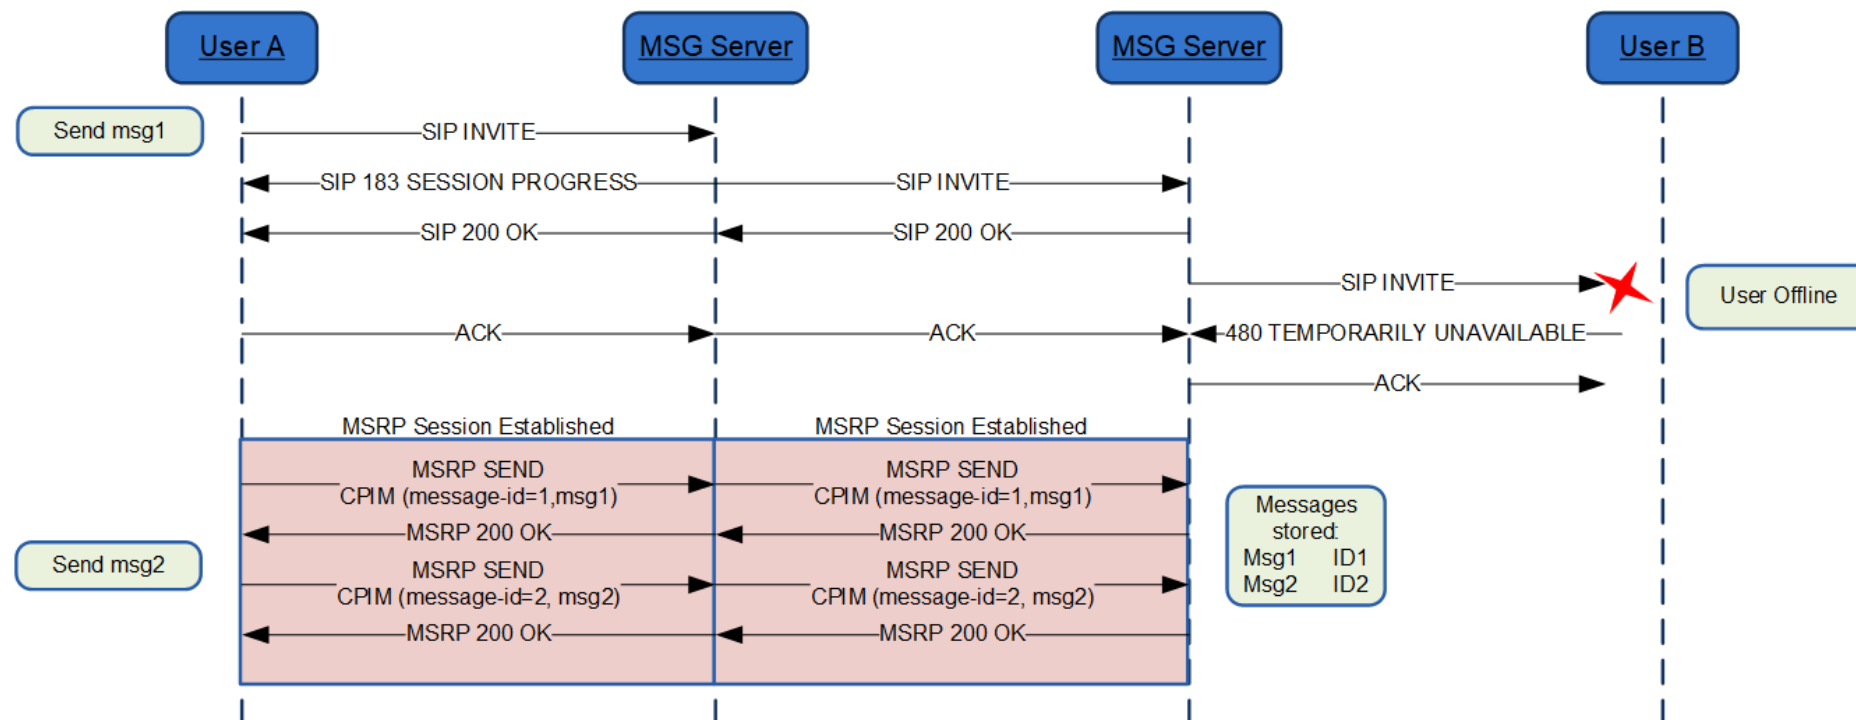 User A
MSG Server
MSG Server
User B
Send msg1
SIP INVITE
SIP 183 SESSION PROGRESS
SIP INVITE
SIP 200 OK
SIP 200 OK
SIP INVITE
User Offline
ACK
ACK
480 TEMPORARILY UNAVAILABLE
ACK
MSRP Session Established
MSRP Session Established
MSRP SEND
CPIM (message-id=1,msg1)
MSRP SEND
CPIM (message-id=1,msg1)
MSRP 200 OK
MSRP 200 OK
Messages
stored:
Msg1 ID1
Msg2 ID2
Send msg2
MSRP SEND
CPIM (message-id=2, msg2)
MSRP SEND
CPIM (message-id=2, msg2)
MSRP 200 OK
MSRP 200 OK